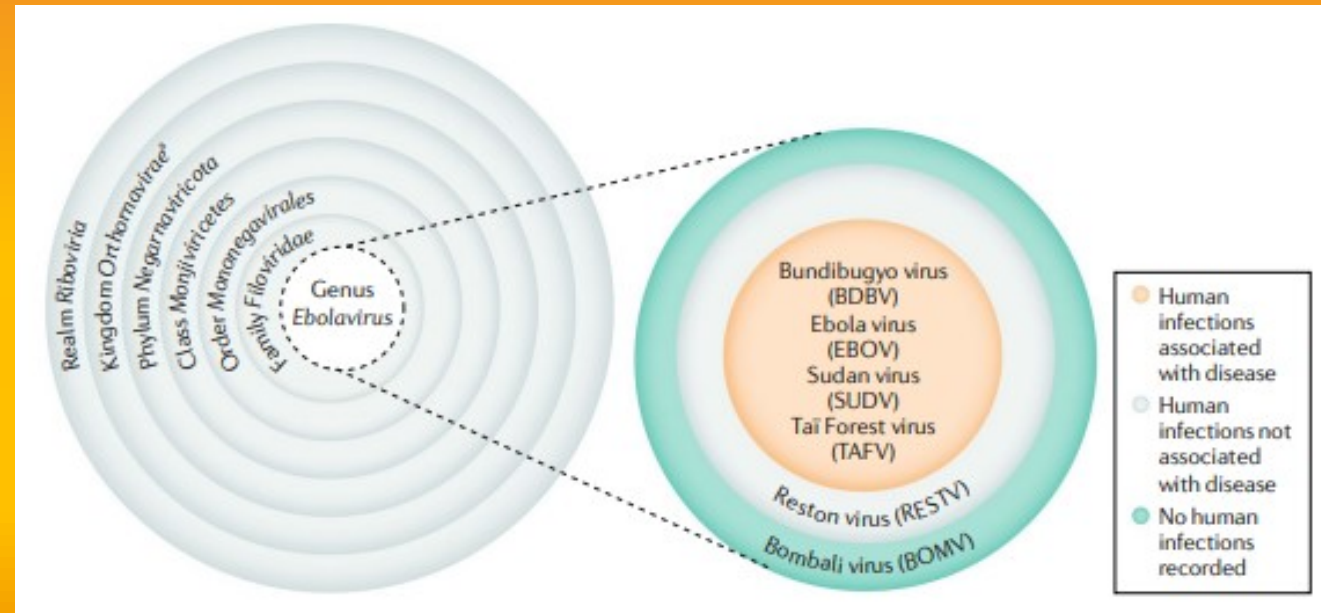 Realm Riboviria
Kingdom Orthornaviraeᵃ
Phylum Negarnaviricota
Class Monjiviricetes
Order Mononegavirales
Family Filoviridae
Genus
Ebolavirus
Bundibugyo virus
(BDBV)
Ebola virus
(EBOV)
Sudan virus
(SUDV)
Taï Forest virus
(TAFV)
Reston virus (RESTV)
Bombali virus (BOMV)
Human
infections
associated
with disease
Human
infections not
associated
with disease
No human
infections
recorded